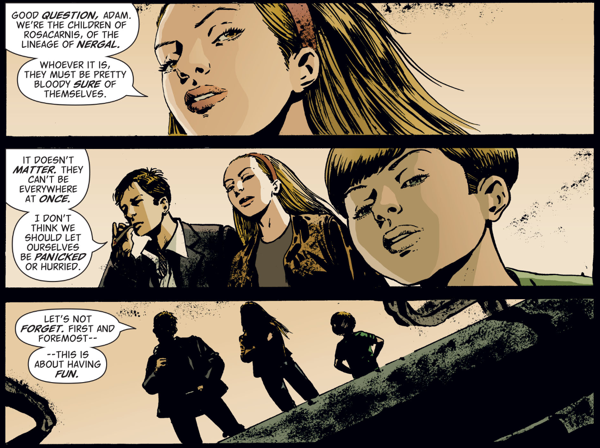 GOOD QUESTION, ADAM.
WE'RE THE CHILDREN OF
ROSACARNIS, OF THE
LINEAGE OF NERGAL.
WHOEVER IT IS,
THEY MUST BE PRETTY
BLOODY SURE OF
THEMSELVES.
IT DOESN'T
MATTER. THEY
CAN'T BE
EVERYWHERE
AT ONCE.
I DON'T
THINK WE
SHOULD LET
OURSELVES
BE PANICKED
OR HURRIED.
LET'S NOT
FORGET. FIRST AND
FOREMOST--
--THIS IS
ABOUT HAVING
FUN.